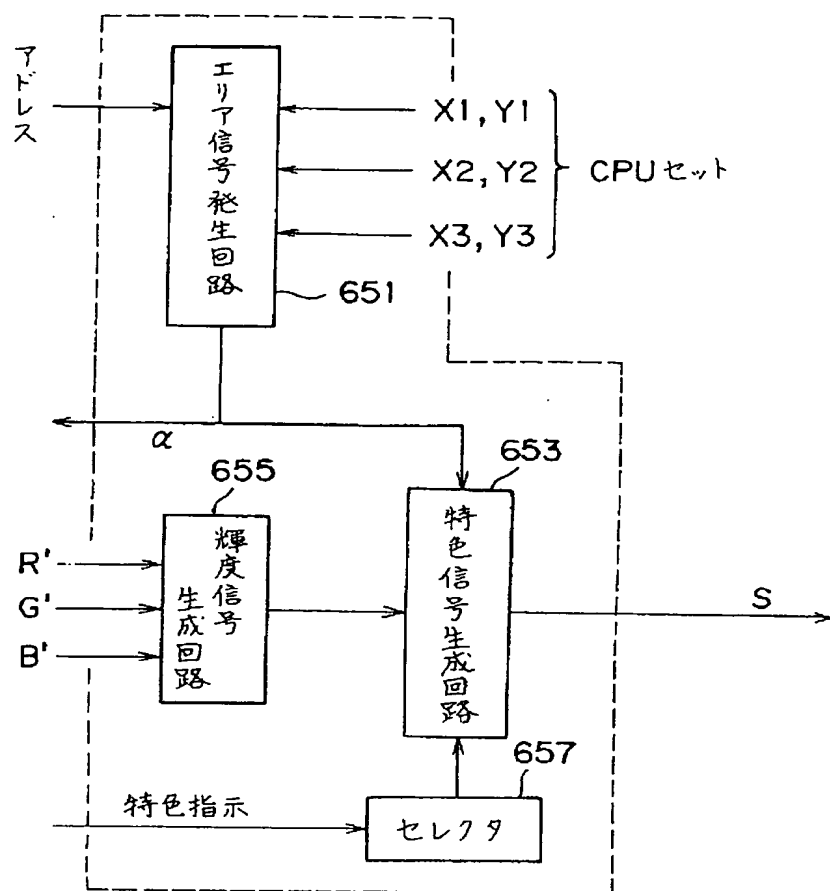 アドレス
エリア信号発生回路
X1, Y1
X2, Y2
X3, Y3
CPUセット
651
α
653
655
R'
G'
B'
輝度信号
生成回路
特色信号生成回路
S
657
特色指示
セレクタ